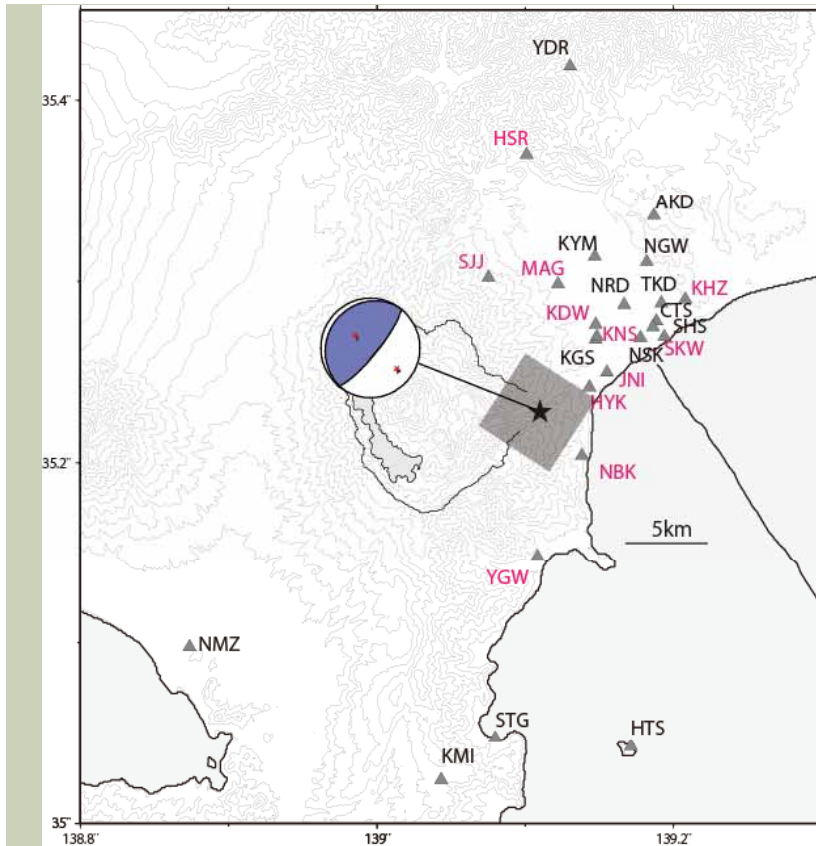 YDR
35.4˚
HSR
AKD
KYM
NGW
SJJ
MAG
NRD
TKD
KHZ
KDW
CTS
KNS
SHS
KGS
NSK
SKW
JNI
HYK
35.2˚
NBK
5km
YGW
NMZ
STG
HTS
KMI
35˚
138.8˚
139˚
139.2˚